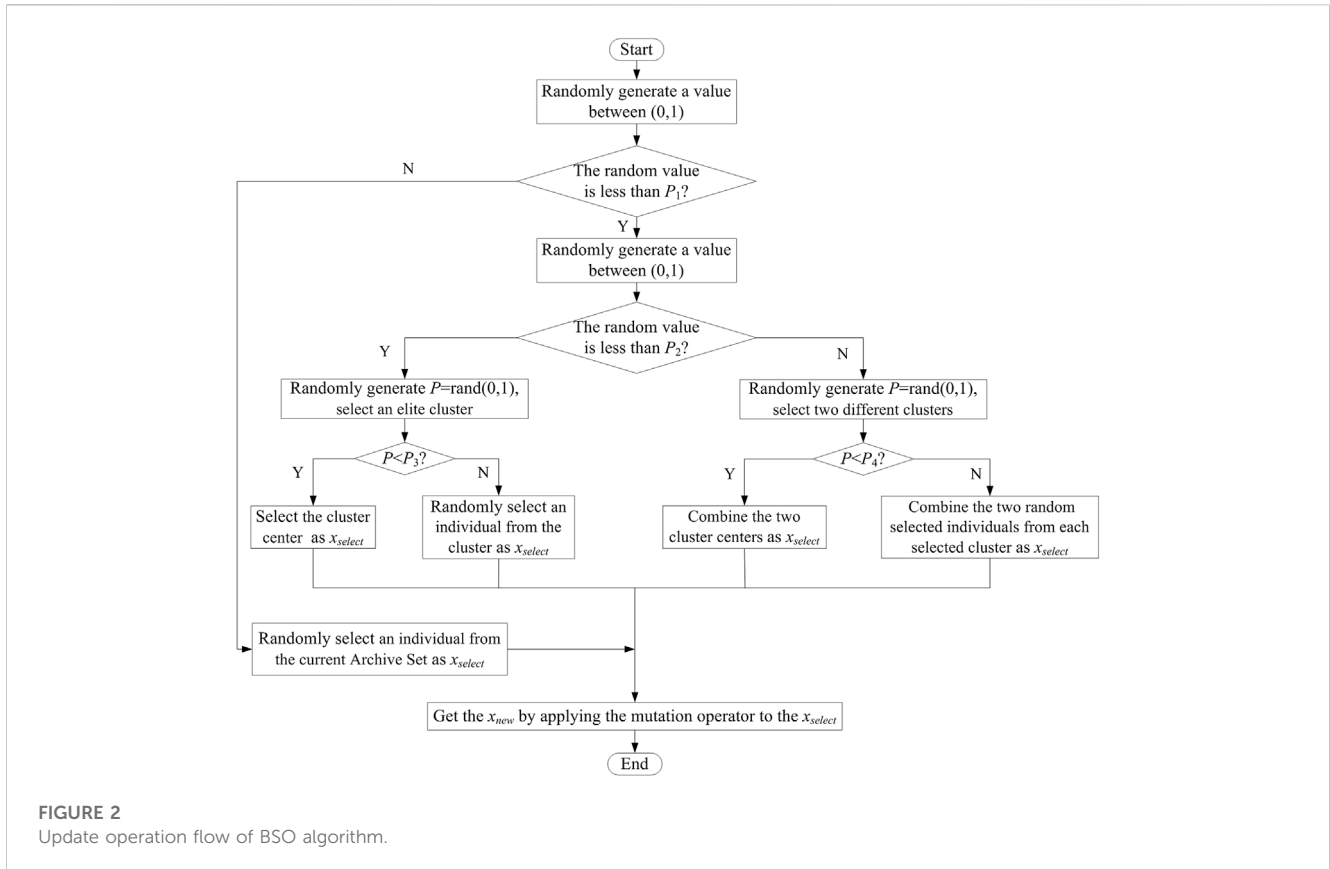 Start
Randomly generate a value
between (0,1)
The random value
is less than P1?
N
Y
Randomly generate a value
between (0,1)
The random value
is less than P2?
Y
N
Randomly generate P=rand(0,1),
select an elite cluster
Randomly generate P=rand(0,1),
select two different clusters
P<P3?
Y
N
P<P4?
Y
N
Select the cluster
center as xselect
Randomly select an
individual from the
cluster as xselect
Combine the two
cluster centers as xselect
Combine the two random
selected individuals from each
selected cluster as xselect
Randomly select an individual from
the current Archive Set as xselect
Get the xnew by applying the mutation operator to the xselect
End
FIGURE 2
Update operation flow of BSO algorithm.